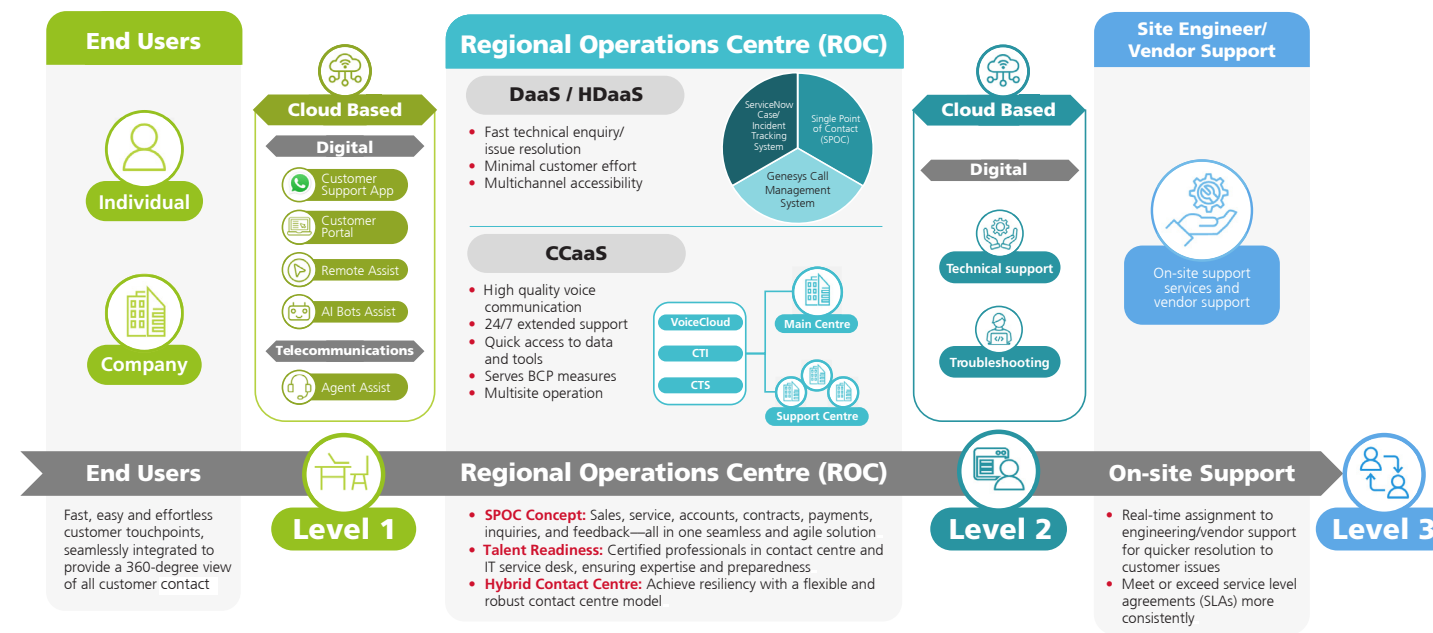 End Users
Individual
Company
Cloud Based
Digital
Customer
Support App
Customer
Portal
Remote Assist
AI Bots Assist
Telecommunications
Agent Assist
Regional Operations Centre (ROC)
DaaS / HDaaS
• Fast technical enquiry/
issue resolution
• Minimal customer effort
• Multichannel accessibility
ServiceNow
Case/
Incident
Tracking
System
Single Point
of Contact
(SPOC)
Genesys Call
Management
System
CCaaS
• High quality voice
communication
• 24/7 extended support
• Quick access to data
and tools
• Serves BCP measures
• Multisite operation
VoiceCloud
CTI
CTS
Main Centre
Support Centre
Cloud Based
Digital
Technical support
Troubleshooting
Site Engineer/
Vendor Support
On-site support
services and
vendor support
End Users
Fast, easy and effortless
customer touchpoints,
seamlessly integrated to
provide a 360-degree view
of all customer contact
Level 1
Regional Operations Centre (ROC)
• SPOC Concept: Sales, service, accounts, contracts, payments,
inquiries, and feedback—all in one seamless and agile solution
• Talent Readiness: Certified professionals in contact centre and
IT service desk, ensuring expertise and preparedness
• Hybrid Contact Centre: Achieve resiliency with a flexible and
robust contact centre model
Level 2
On-site Support
• Real-time assignment to
engineering/vendor support
for quicker resolution to
customer issues
• Meet or exceed service level
agreements (SLAs) more
consistently
Level 3